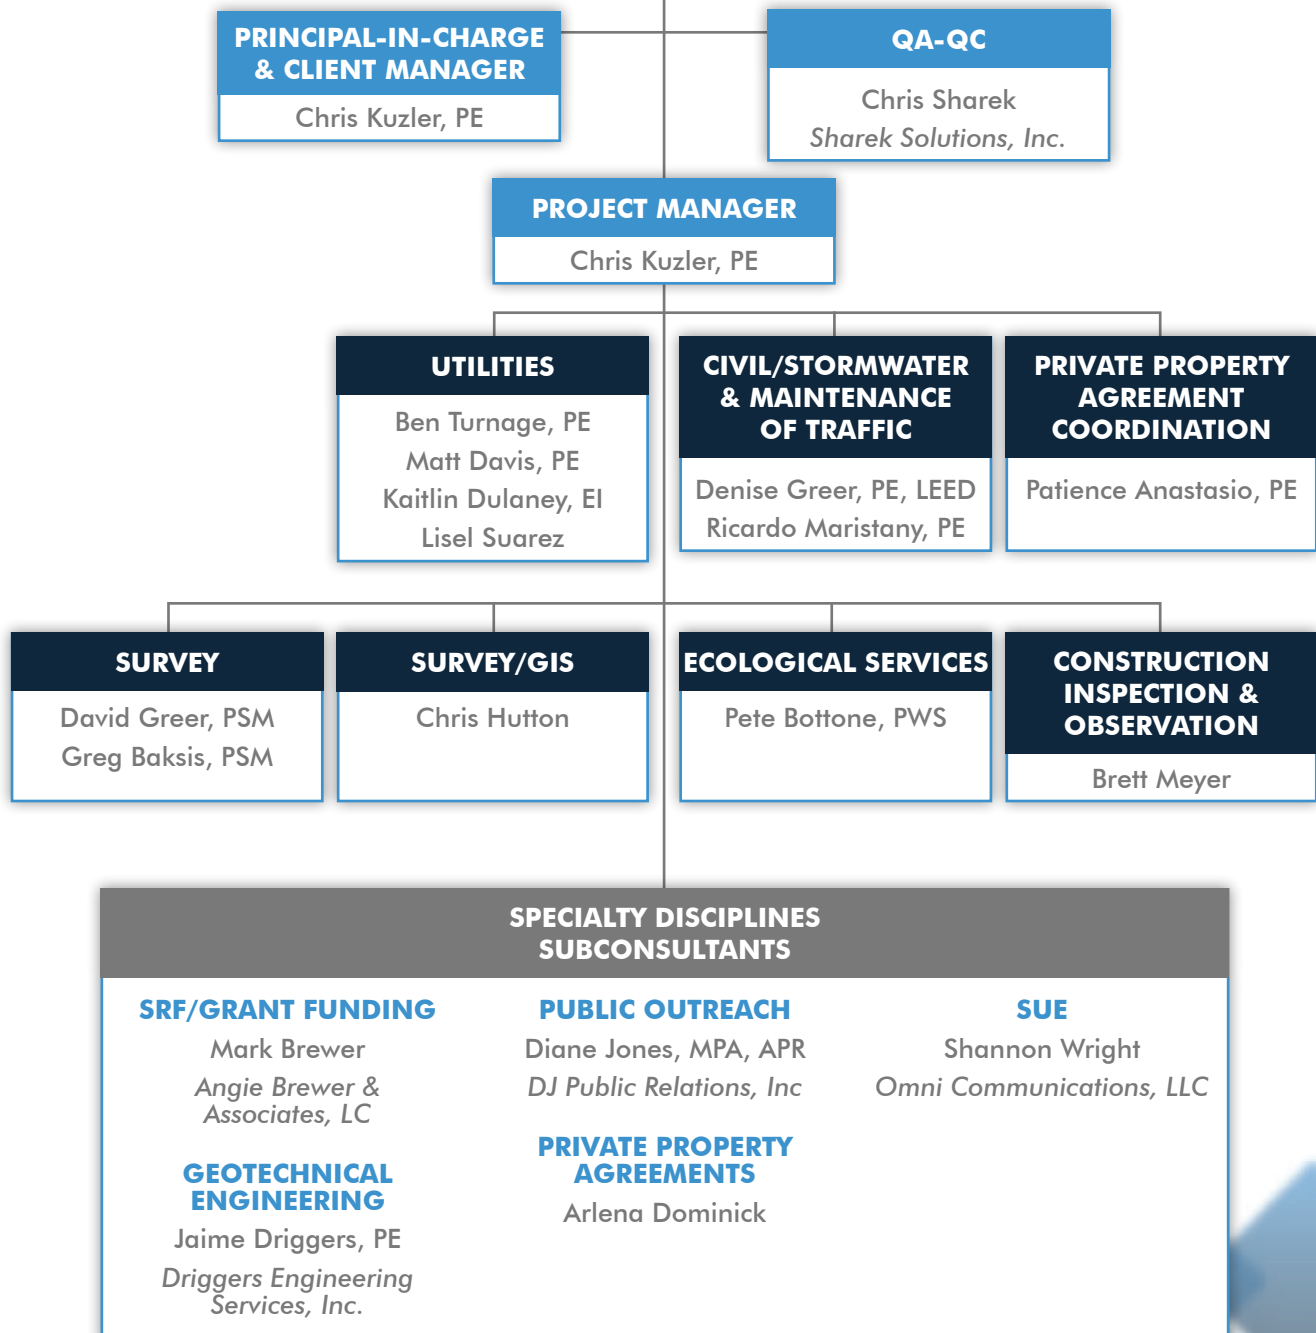 PRINCIPAL-IN-CHARGE
& CLIENT MANAGER
Chris Kuzler, PE
QA-QC
Chris Sharek
Sharek Solutions, Inc.
PROJECT MANAGER
Chris Kuzler, PE
UTILITIES
Ben Turnage, PE
Matt Davis, PE
Kaitlin Dulaney, EI
Lisel Suarez
CIVIL/STORMWATER
& MAINTENANCE
OF TRAFFIC
Denise Greer, PE, LEED
Ricardo Maristany, PE
PRIVATE PROPERTY
AGREEMENT
COORDINATION
Patience Anastasio, PE
SURVEY
David Greer, PSM
Greg Baksis, PSM
SURVEY/GIS
Chris Hutton
ECOLOGICAL SERVICES
Pete Bottone, PWS
CONSTRUCTION
INSPECTION &
OBSERVATION
Brett Meyer
SPECIALTY DISCIPLINES
SUBCONSULTANTS
SRF/GRANT FUNDING
Mark Brewer
Angie Brewer &
Associates, LC
GEOTECHNICAL
ENGINEERING
Jaime Driggers, PE
Driggers Engineering
Services, Inc.
PUBLIC OUTREACH
Diane Jones, MPA, APR
DJ Public Relations, Inc
PRIVATE PROPERTY
AGREEMENTS
Arlena Dominick
SUE
Shannon Wright
Omni Communications, LLC